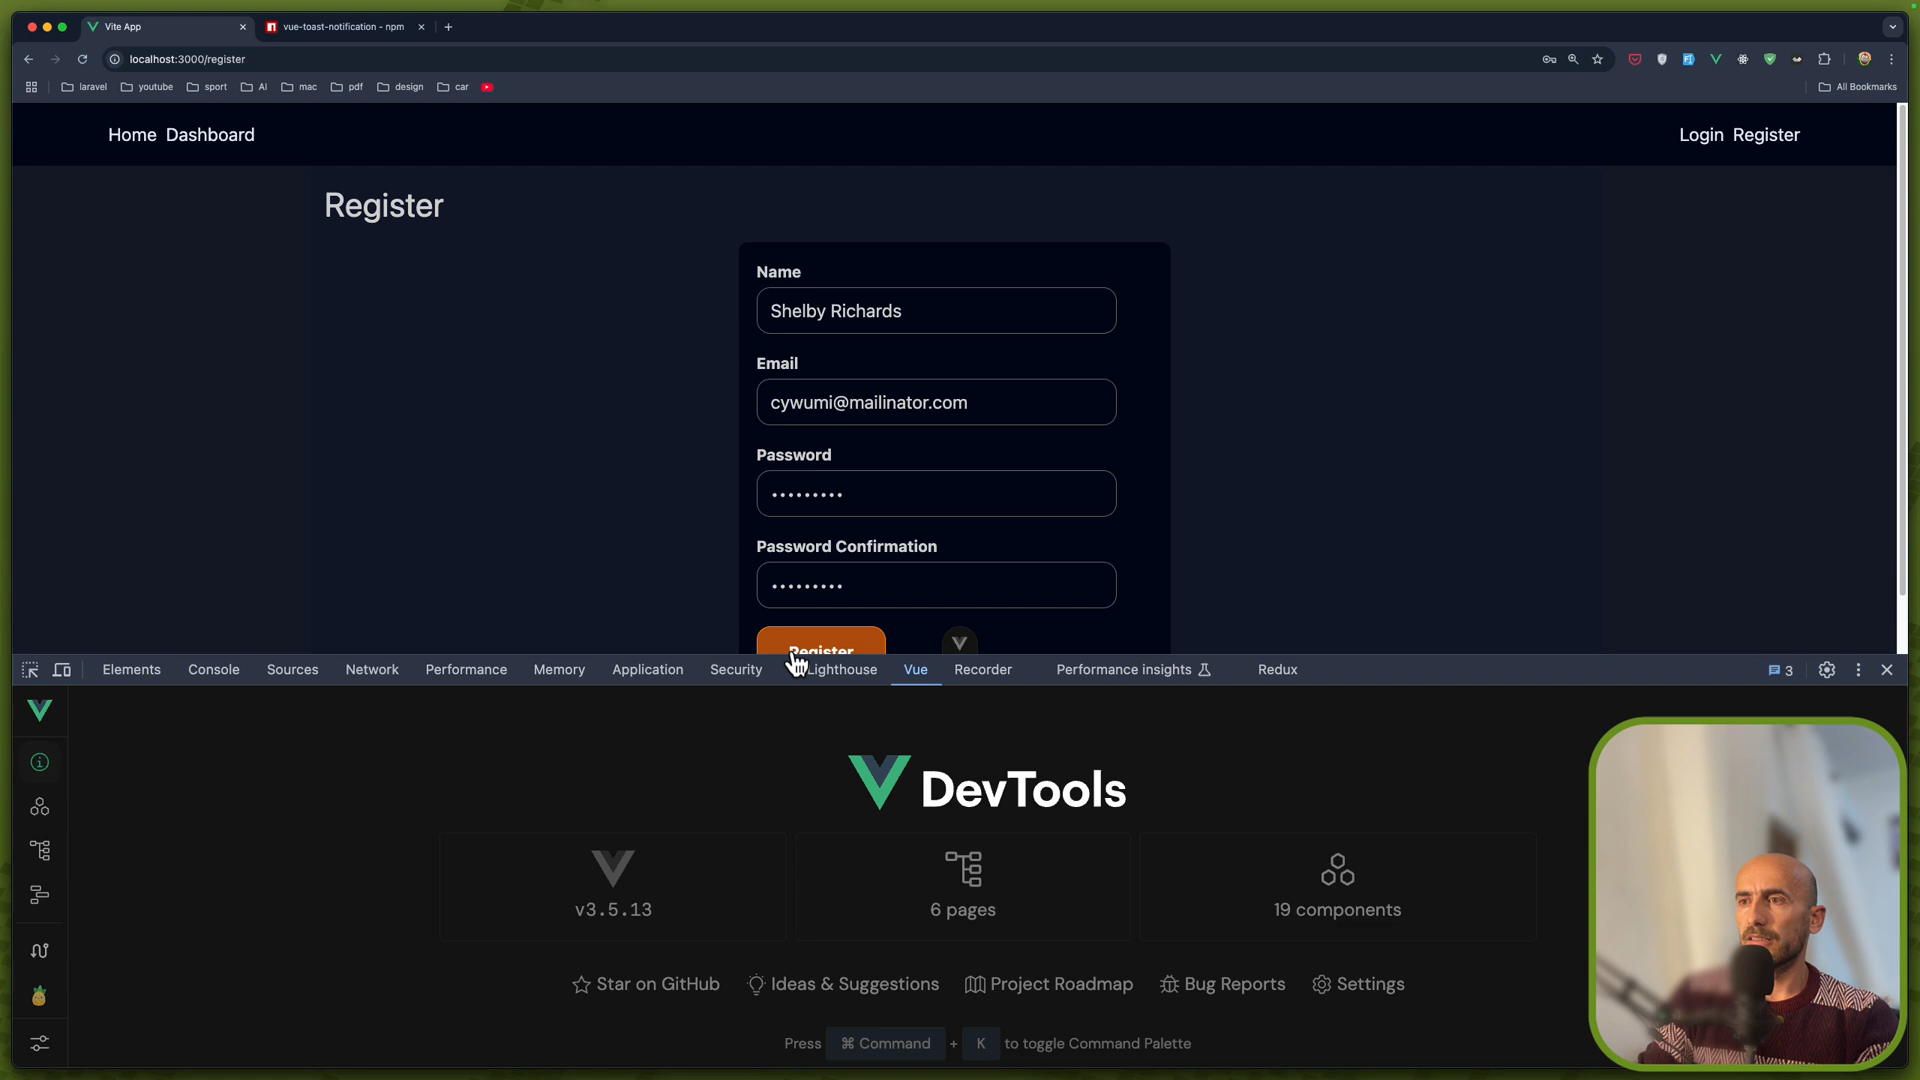 Vite App
vue-toast-notification - npm
localhost:3000/register
laravel youtube sport AI mac pdf design car All Bookmarks
Home Dashboard Login Register
Register
Name
Shelby Richards
Email
cywumi@mailinator.com
Password
•••••••••
Password Confirmation
•••••••••
Register
Elements Console Sources Network Performance Memory Application Security Lighthouse Vue Recorder Performance insights Redux 3
DevTools
v3.5.13
6 pages
19 components
Star on GitHub Ideas & Suggestions Project Roadmap Bug Reports Settings
Press ⌘ Command + K to toggle Command Palette